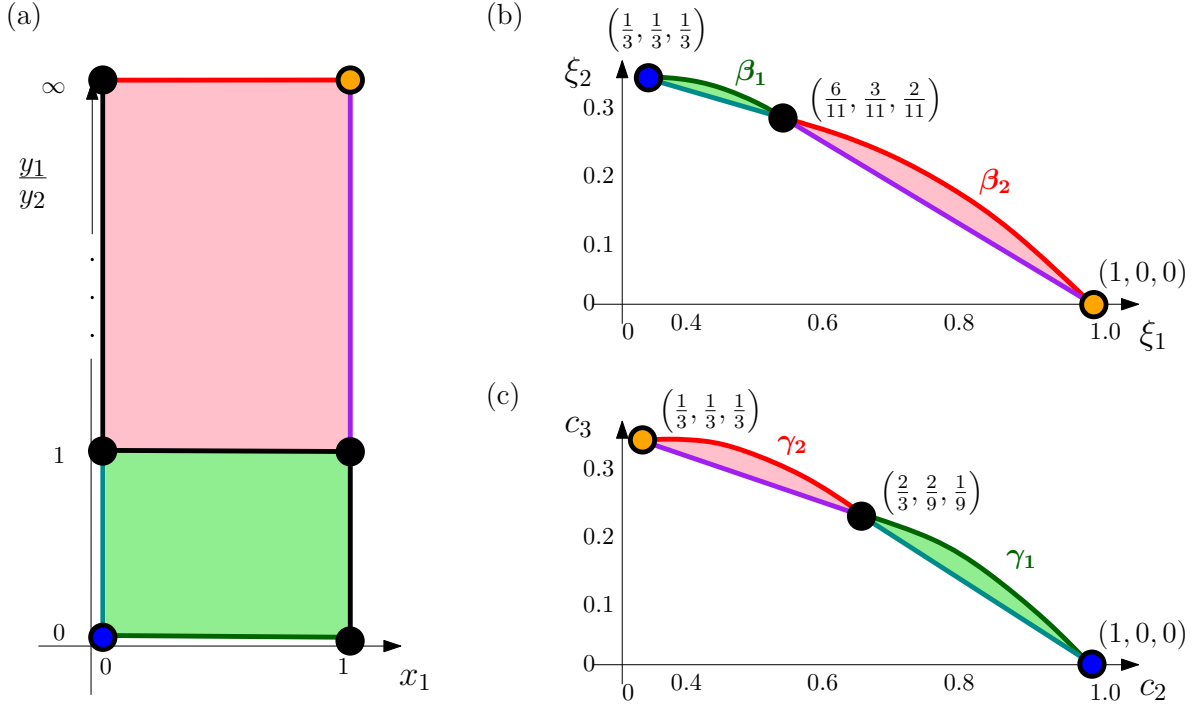 (a)
∞
y₁
y₂
1
0
0
1
x₁
(b)
(1/3, 1/3, 1/3)
ξ₂
β₁
(6/11, 3/11, 2/11)
0.3
0.2
β₂
0.1
(1, 0, 0)
0
0
0.4
0.6
0.8
1.0
ξ₁
(c)
(1/3, 1/3, 1/3)
c₃
γ₂
0.3
(2/3, 2/9, 1/9)
0.2
γ₁
0.1
(1, 0, 0)
0
0
0.4
0.6
0.8
1.0
c₂